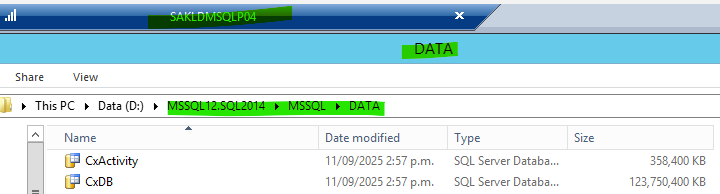 SAKLDMSQLP04
DATA
Share View
This PC Data (D:) MSSQL12.SQL2014 MSSQL DATA
Name Date modified Type Size
CxActivity 11/09/2025 2:57 p.m. SQL Server Databa... 358,400 KB
CxDB 11/09/2025 2:57 p.m. SQL Server Databa... 123,750,400 KB